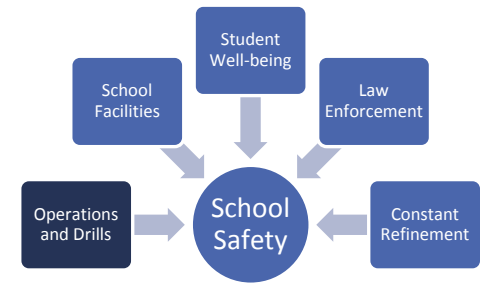 Student
Well-being
School
Facilities
Law
Enforcement
Operations
and Drills
School
Safety
Constant
Refinement